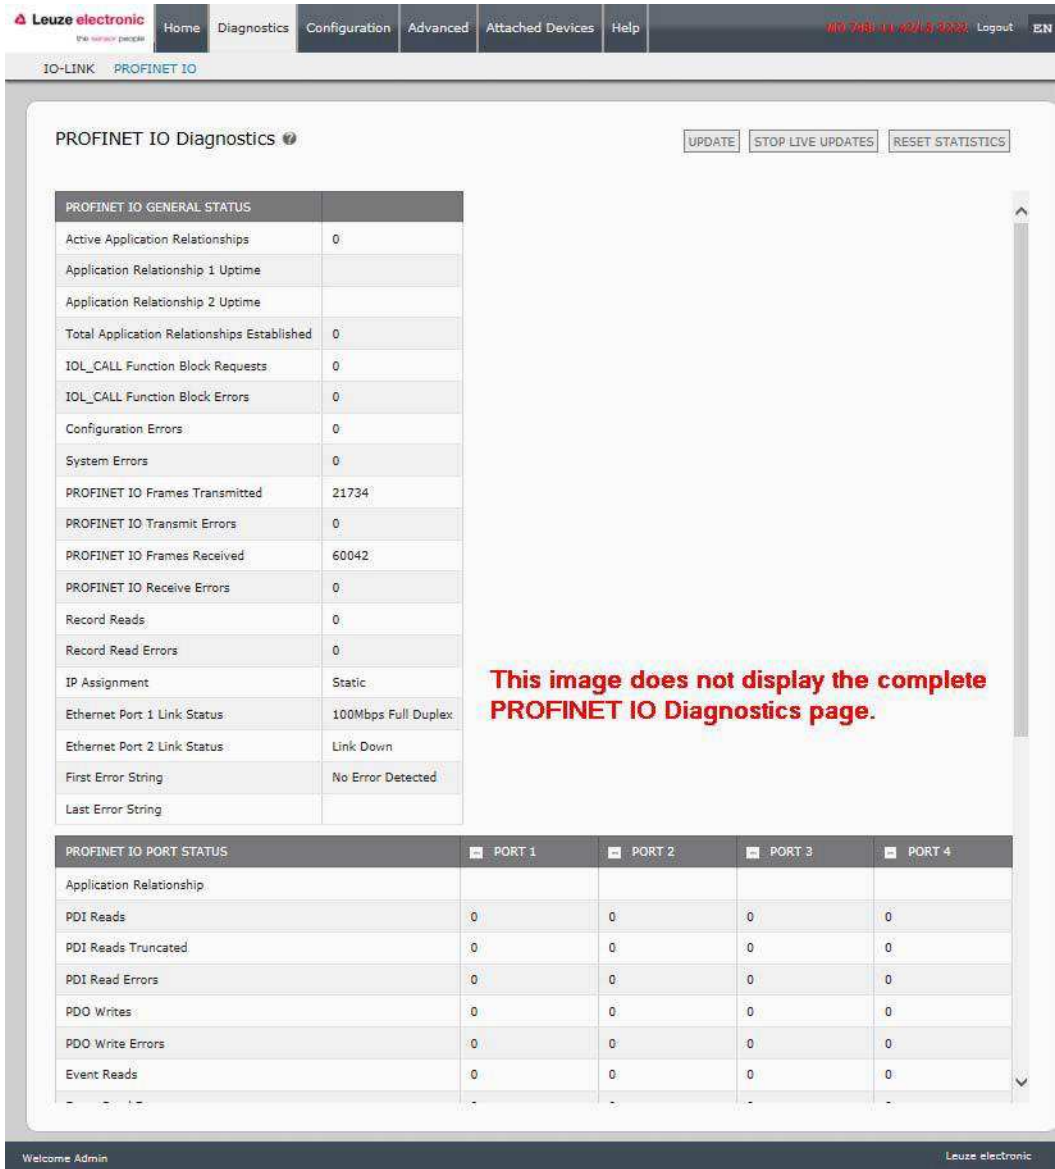 Leuze electronic
the sensor people
Home Diagnostics Configuration Advanced Attached Devices Help
Logout EN
IO-LINK PROFINET IO
PROFINET IO Diagnostics ?
UPDATE STOP LIVE UPDATES RESET STATISTICS
PROFINET IO GENERAL STATUS
Active Application Relationships 0
Application Relationship 1 Uptime
Application Relationship 2 Uptime
Total Application Relationships Established 0
IOL_CALL Function Block Requests 0
IOL_CALL Function Block Errors 0
Configuration Errors 0
System Errors 0
PROFINET IO Frames Transmitted 21734
PROFINET IO Transmit Errors 0
PROFINET IO Frames Received 60042
PROFINET IO Receive Errors 0
Record Reads 0
Record Read Errors 0
IP Assignment Static
Ethernet Port 1 Link Status 100Mbps Full Duplex
Ethernet Port 2 Link Status Link Down
First Error String No Error Detected
Last Error String
This image does not display the complete
PROFINET IO Diagnostics page.
PROFINET IO PORT STATUS PORT 1 PORT 2 PORT 3 PORT 4
Application Relationship
PDI Reads 0 0 0 0
PDI Reads Truncated 0 0 0 0
PDI Read Errors 0 0 0 0
PDO Writes 0 0 0 0
PDO Write Errors 0 0 0 0
Event Reads 0 0 0 0
Welcome Admin Leuze electronic